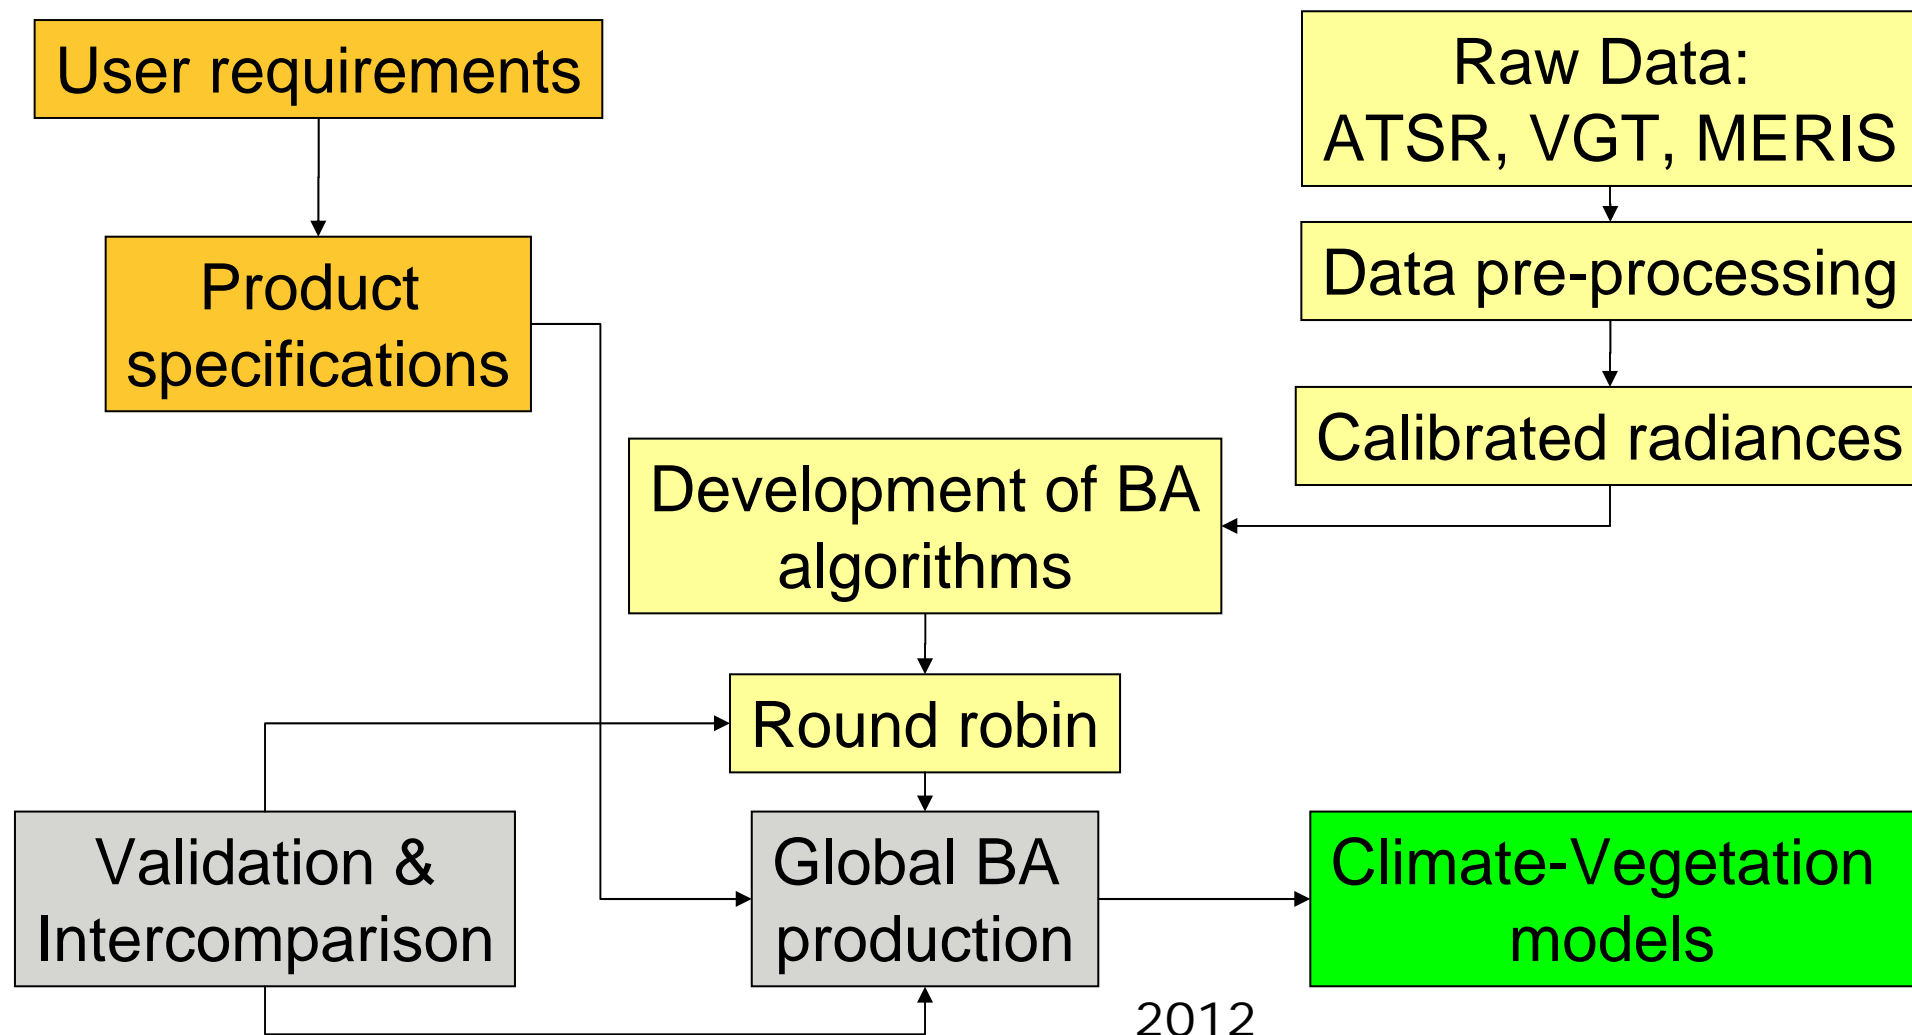 User requirements
Raw Data:
ATSR, VGT, MERIS
Product
specifications
Data pre-processing
Calibrated radiances
Development of BA
algorithms
Round robin
Validation &
Intercomparison
Global BA
production
Climate-Vegetation
models
2012